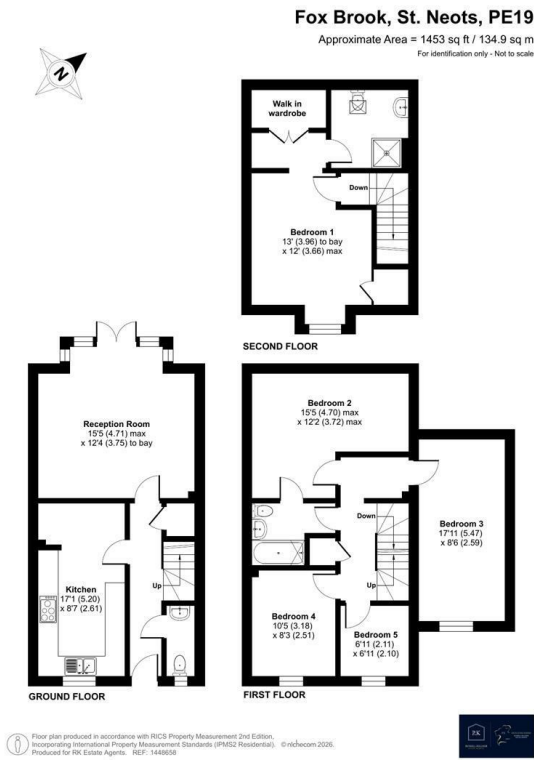 Fox Brook, St. Neots, PE19
Approximate Area = 1453 sq ft / 134.9 sq m
For identification only - Not to scale
N
Walk in
wardrobe
Down
Bedroom 1
13' (3.96) to bay
x 12' (3.66) max
SECOND FLOOR
Reception Room
15'5 (4.71) max
x 12'4 (3.75) to bay
Kitchen
17'1 (5.20)
x 8'7 (2.61)
Up
GROUND FLOOR
Bedroom 2
15'5 (4.70) max
x 12'2 (3.72) max
Down
Bedroom 3
17'11 (5.47)
x 8'6 (2.59)
Up
Bedroom 4
10'5 (3.18)
x 8'3 (2.51)
Bedroom 5
6'11 (2.11)
x 6'11 (2.10)
FIRST FLOOR
Floor plan produced in accordance with RICS Property Measurement 2nd Edition,
Incorporating International Property Measurement Standards (IPMS2 Residential). © nichecom 2026.
Produced for RK Estate Agents. REF: 1448658
RK